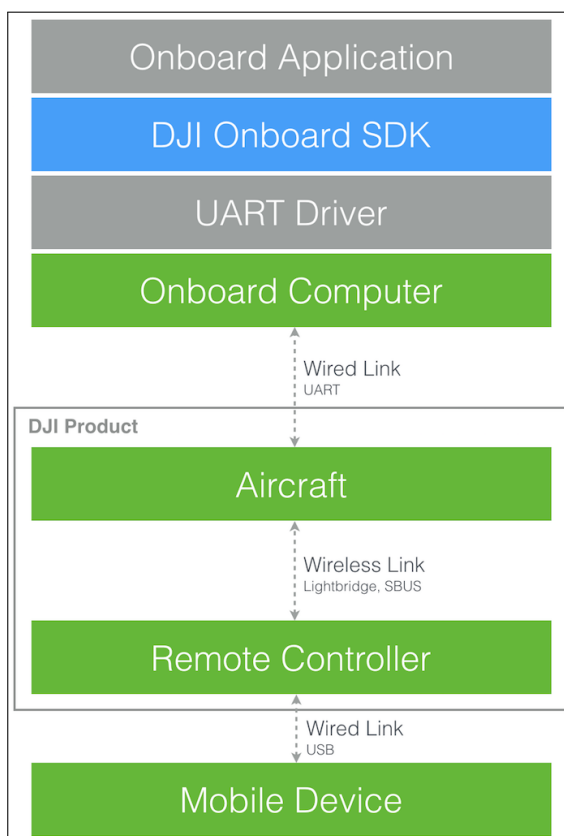 Onboard Application
DJI Onboard SDK
UART Driver
Onboard Computer
Wired Link
UART
DJI Product
Aircraft
Wireless Link
Lightbridge, SBUS
Remote Controller
Wired Link
USB
Mobile Device